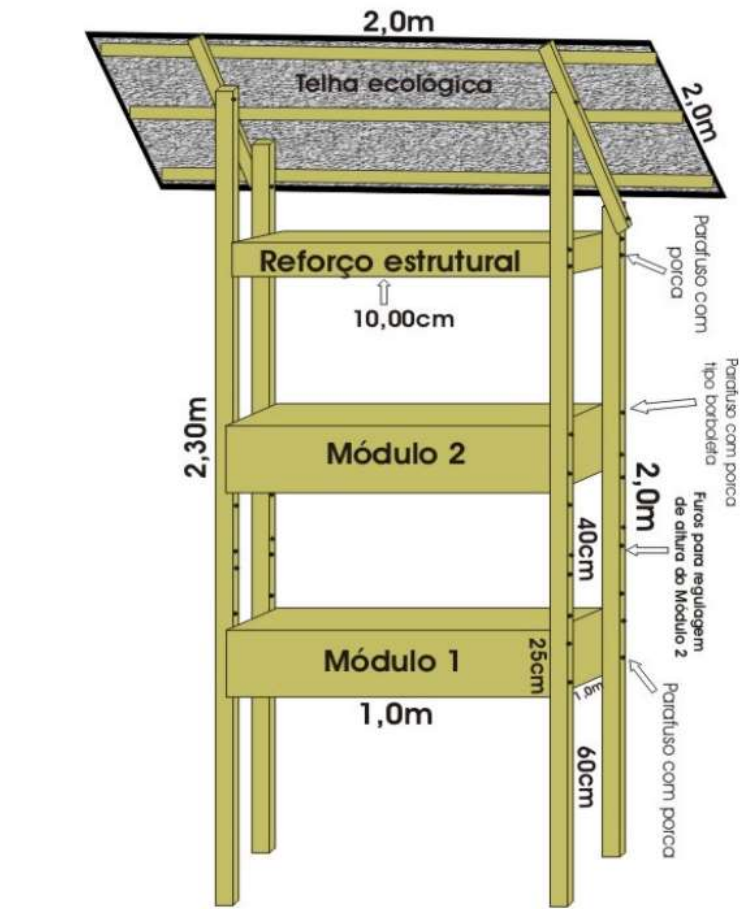 2,0m
Telha ecológica
2,0m
Reforço estrutural
10,00cm
Parafuso com
porca
Parafuso com porca
tipo borboleta
2,30m
Módulo 2
2,0m
Furos para regulagem
de altura do Módulo 2
40cm
Módulo 1
25cm
1,0m
1,0m
60cm
Parafuso com porca